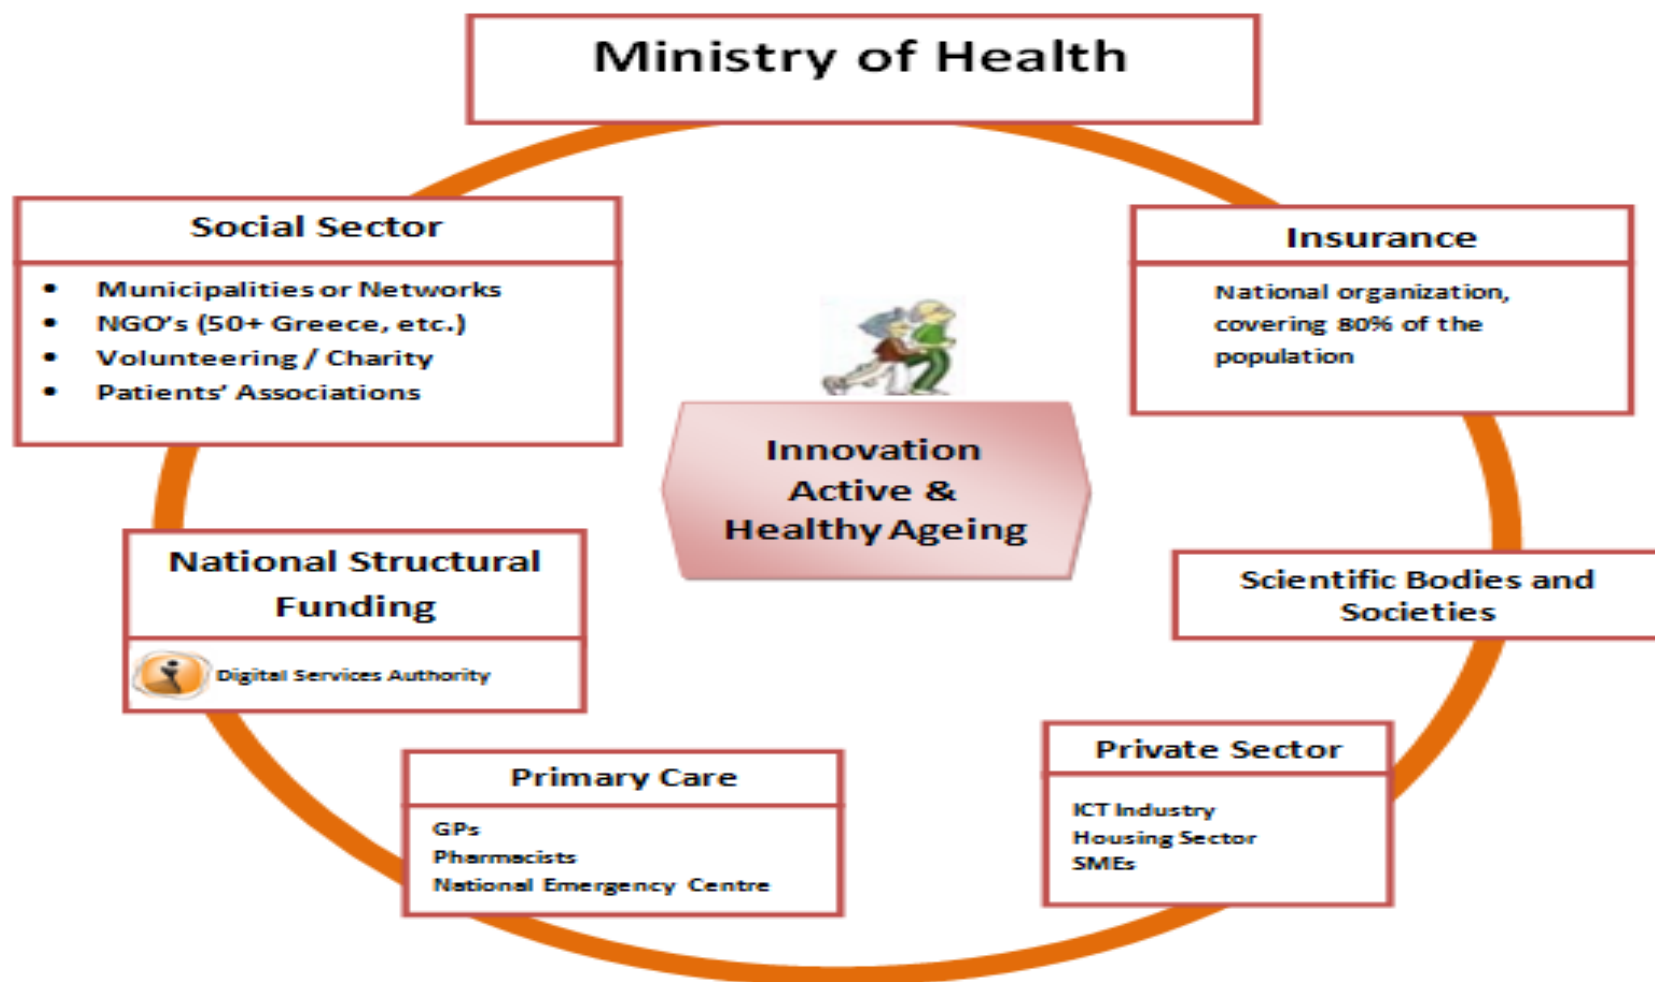 Ministry of Health
Social Sector
• Municipalities or Networks
• NGO's (50+ Greece, etc.)
• Volunteering / Charity
• Patients' Associations
Insurance
National organization,
covering 80% of the
population
Innovation
Active &
Healthy Ageing
National Structural
Funding
Digital Services Authority
Scientific Bodies and
Societies
Primary Care
GPs
Pharmacists
National Emergency Centre
Private Sector
ICT Industry
Housing Sector
SMEs